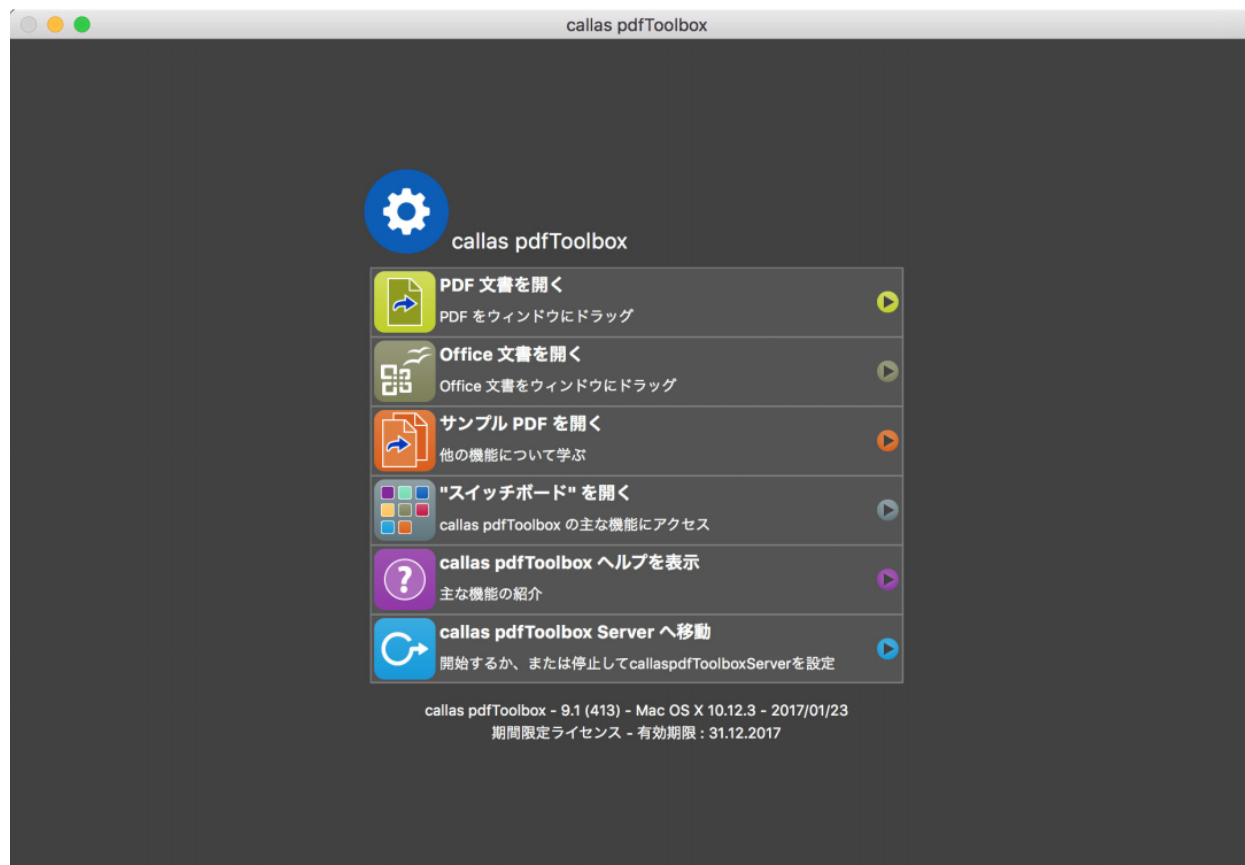 callas pdfToolbox
callas pdfToolbox
PDF 文書を開く
PDF をウィンドウにドラッグ
Office 文書を開く
Office 文書をウィンドウにドラッグ
サンプル PDF を開く
他の機能について学ぶ
"スイッチボード" を開く
callas pdfToolbox の主な機能にアクセス
callas pdfToolbox ヘルプを表示
主な機能の紹介
callas pdfToolbox Server へ移動
開始するか、または停止してcallaspdfToolboxServerを設定
callas pdfToolbox - 9.1 (413) - Mac OS X 10.12.3 - 2017/01/23
期間限定ライセンス - 有効期限 : 31.12.2017